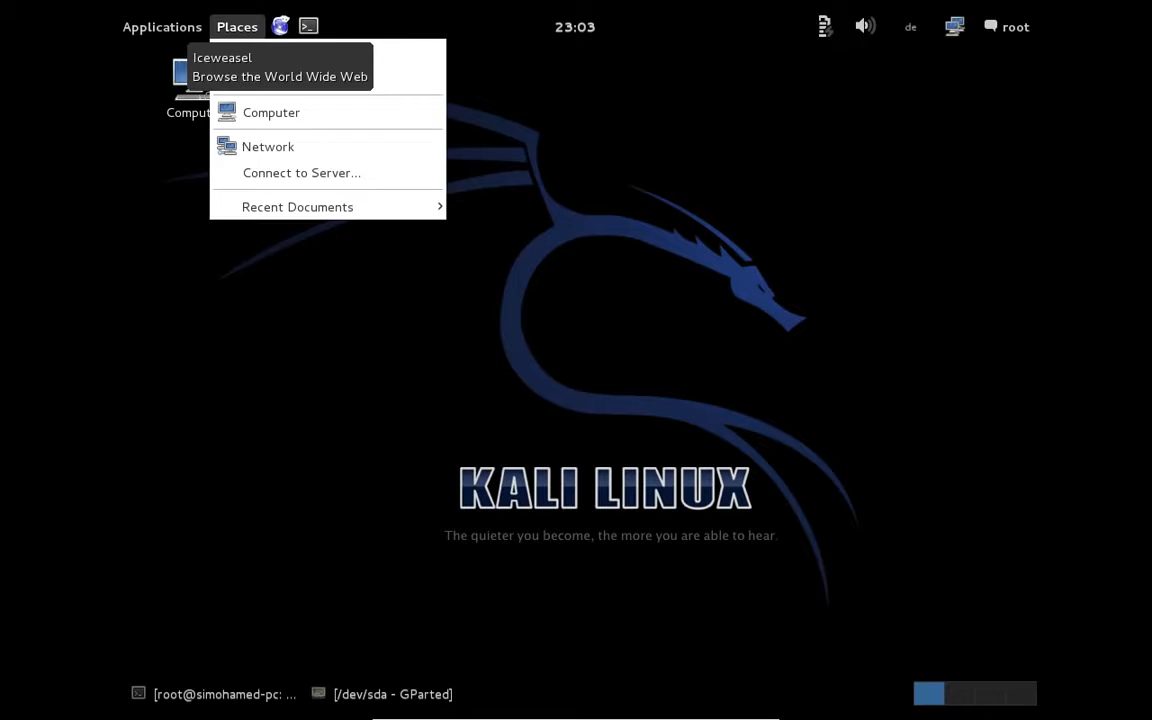 Applications Places 23:03 de root
Iceweasel
Browse the World Wide Web
Comput
Computer
Network
Connect to Server...
Recent Documents
KALI LINUX
The quieter you become, the more you are able to hear.
[root@simohamed-pc: ... [/dev/sda - GParted]